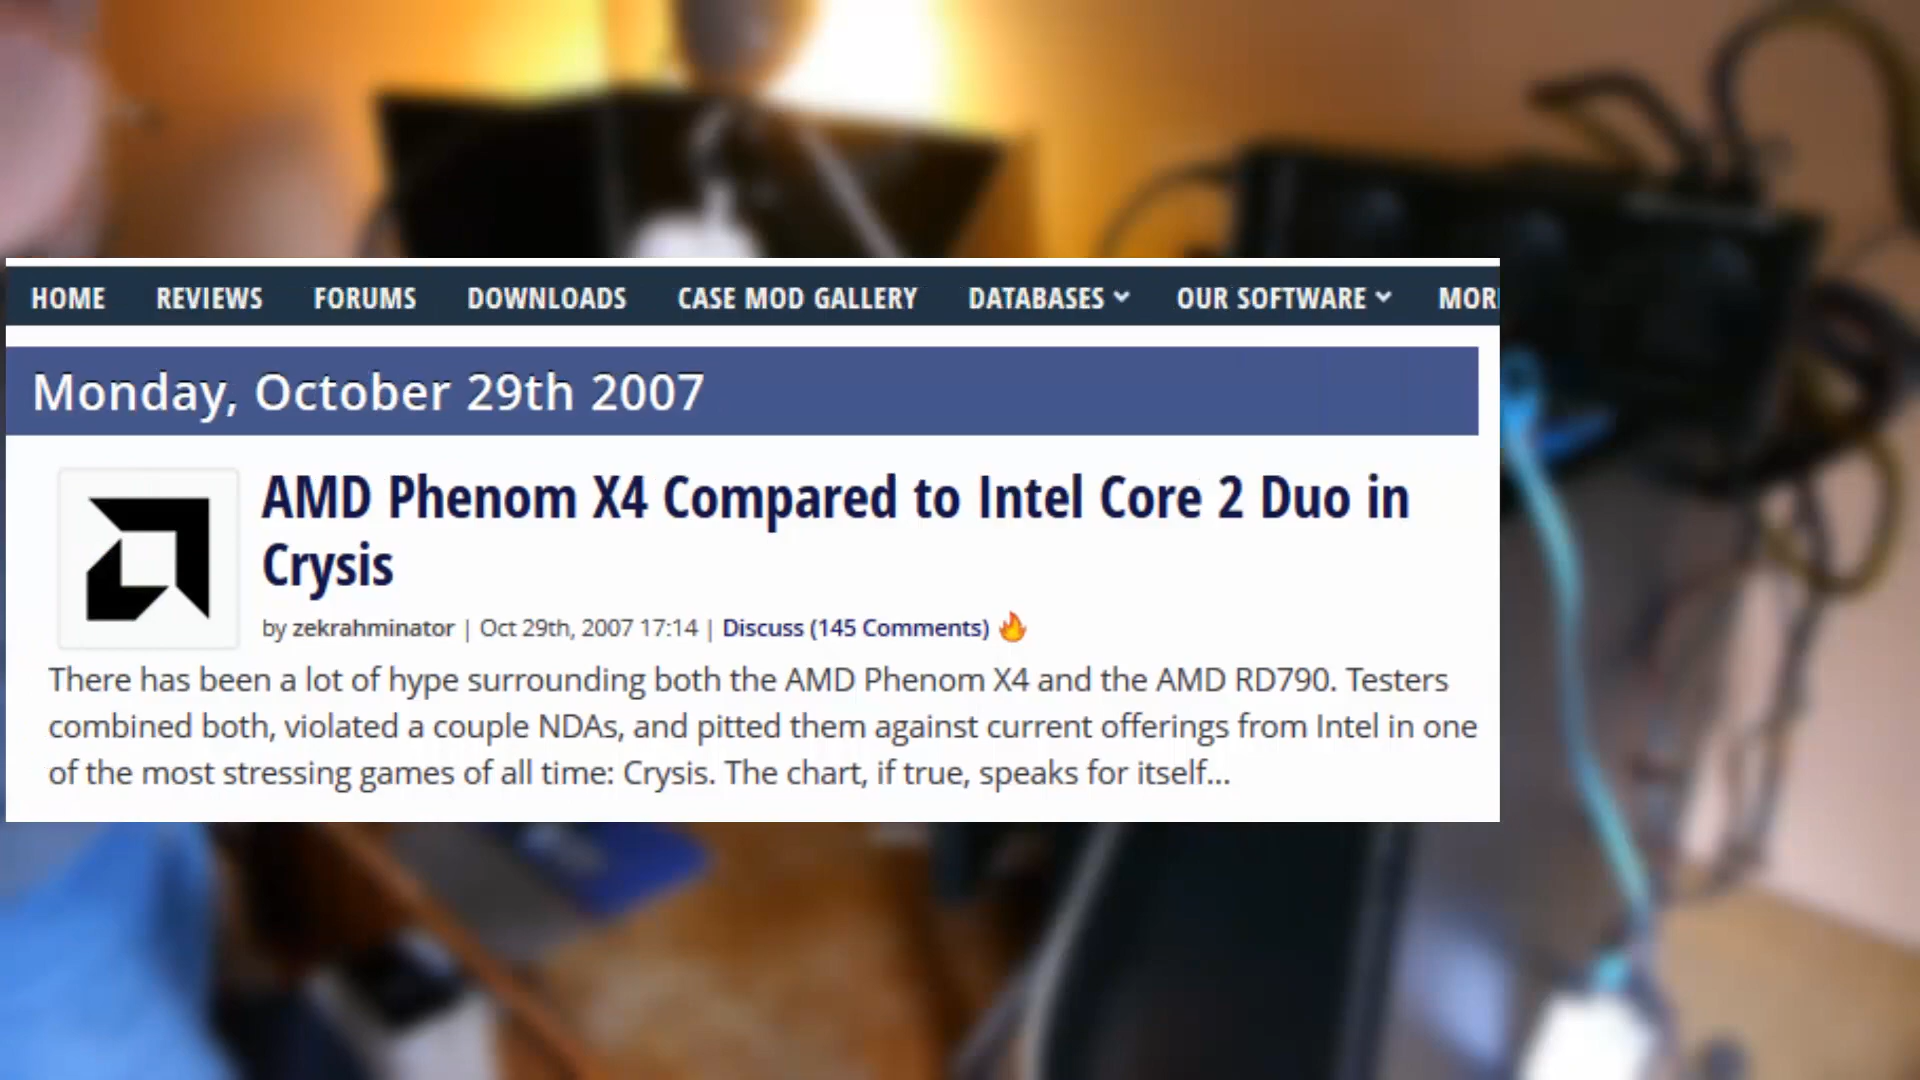 HOME REVIEWS FORUMS DOWNLOADS CASE MOD GALLERY DATABASES OUR SOFTWARE MOR
Monday, October 29th 2007
AMD Phenom X4 Compared to Intel Core 2 Duo in
Crysis
by zekrahminator | Oct 29th, 2007 17:14 | Discuss (145 Comments)
There has been a lot of hype surrounding both the AMD Phenom X4 and the AMD RD790. Testers
combined both, violated a couple NDAs, and pitted them against current offerings from Intel in one
of the most stressing games of all time: Crysis. The chart, if true, speaks for itself...